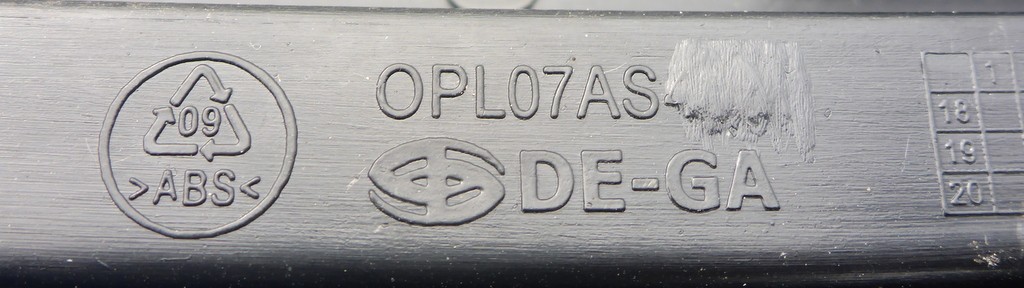 09
>ABS<
OPL07AS-
DE-GA
1
18
19
20